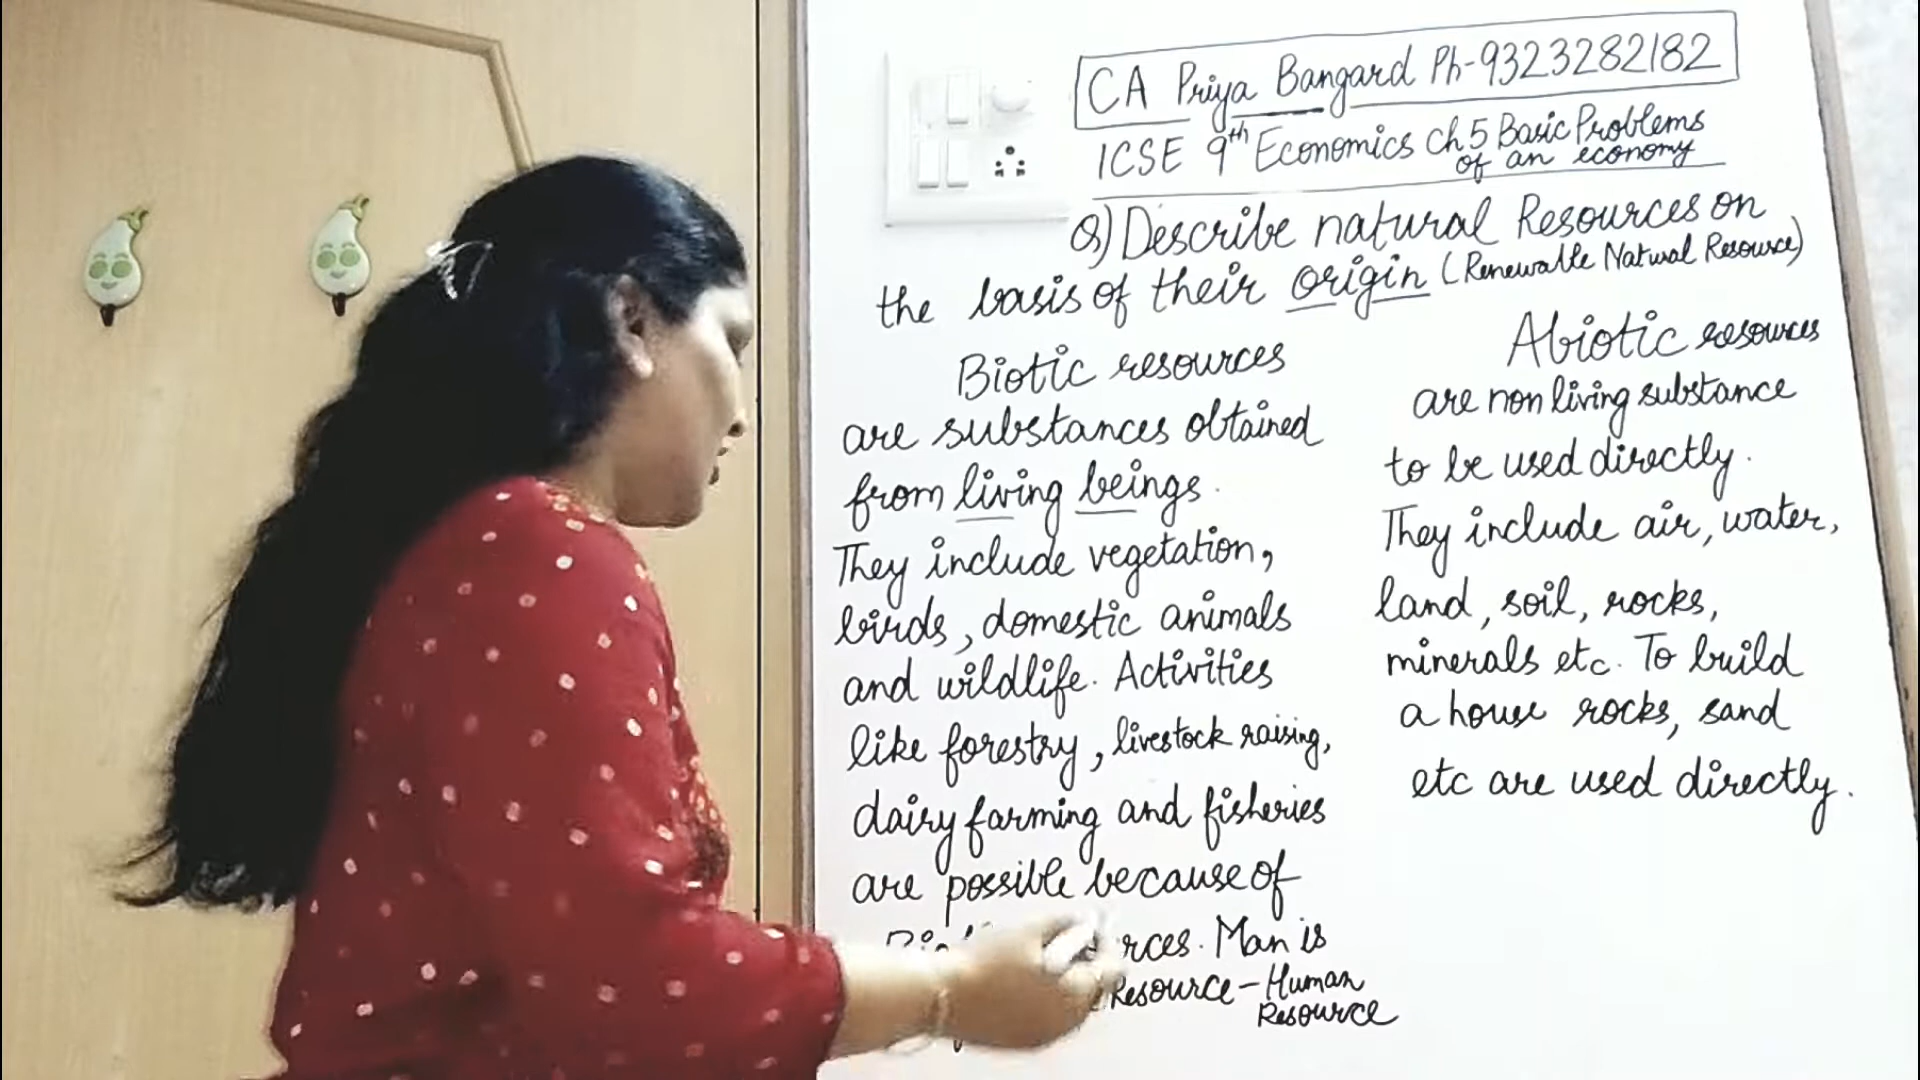 CA Priya Bangard Ph-9323282182
ICSE 9th Economics Ch 5 Basic Problems
of an economy
Q) Describe natural Resources on
the basis of their origin (Renewable Natural Resource)
Biotic resources
are substances obtained
from living beings.
They include vegetation,
birds, domestic animals
and wildlife. Activities
like forestry, livestock raising,
dairy farming and fisheries
are possible because of
Man is
Resource - Human
Resource
Abiotic resources
are non living substance
to be used directly.
They include air, water,
land, soil, rocks,
minerals etc. To build
a house rocks, sand
etc are used directly.